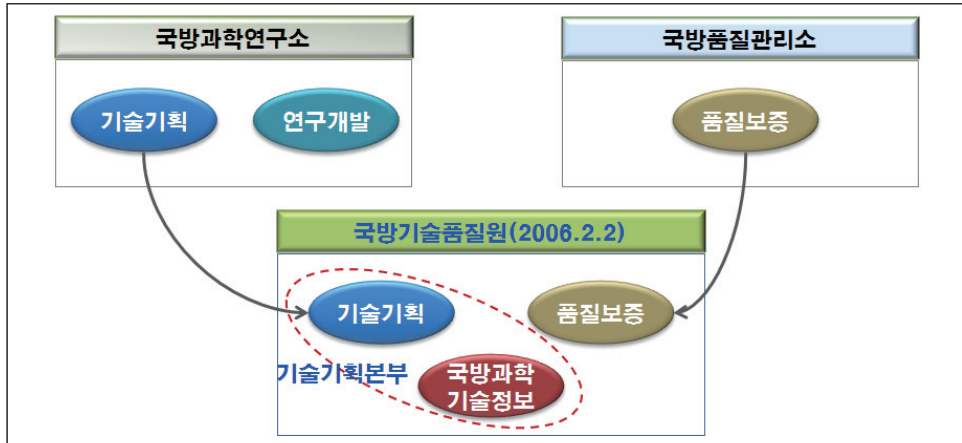 국방과학연구소
국방품질관리소
기술기획
연구개발
품질보증
국방기술품질원(2006.2.2)
기술기획
품질보증
기술기획본부
국방과학
기술정보